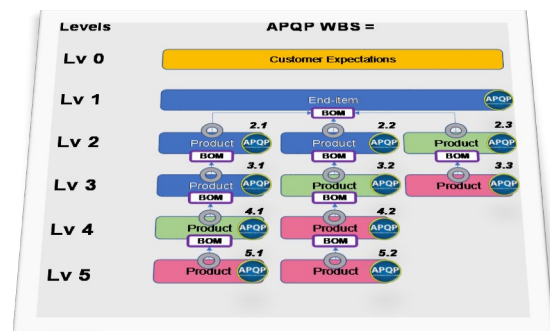 Levels APQP WBS =
Lv 0 Customer Expectations
Lv 1 End-item APQP
BOM
2.1 2.2 2.3
Lv 2 Product APQP Product APQP Product APQP
BOM BOM BOM
3.1 3.2 3.3
Lv 3 Product APQP Product APQP Product APQP
BOM BOM
4.1 4.2
Lv 4 Product APQP Product APQP
BOM BOM
5.1 5.2
Lv 5 Product APQP Product APQP